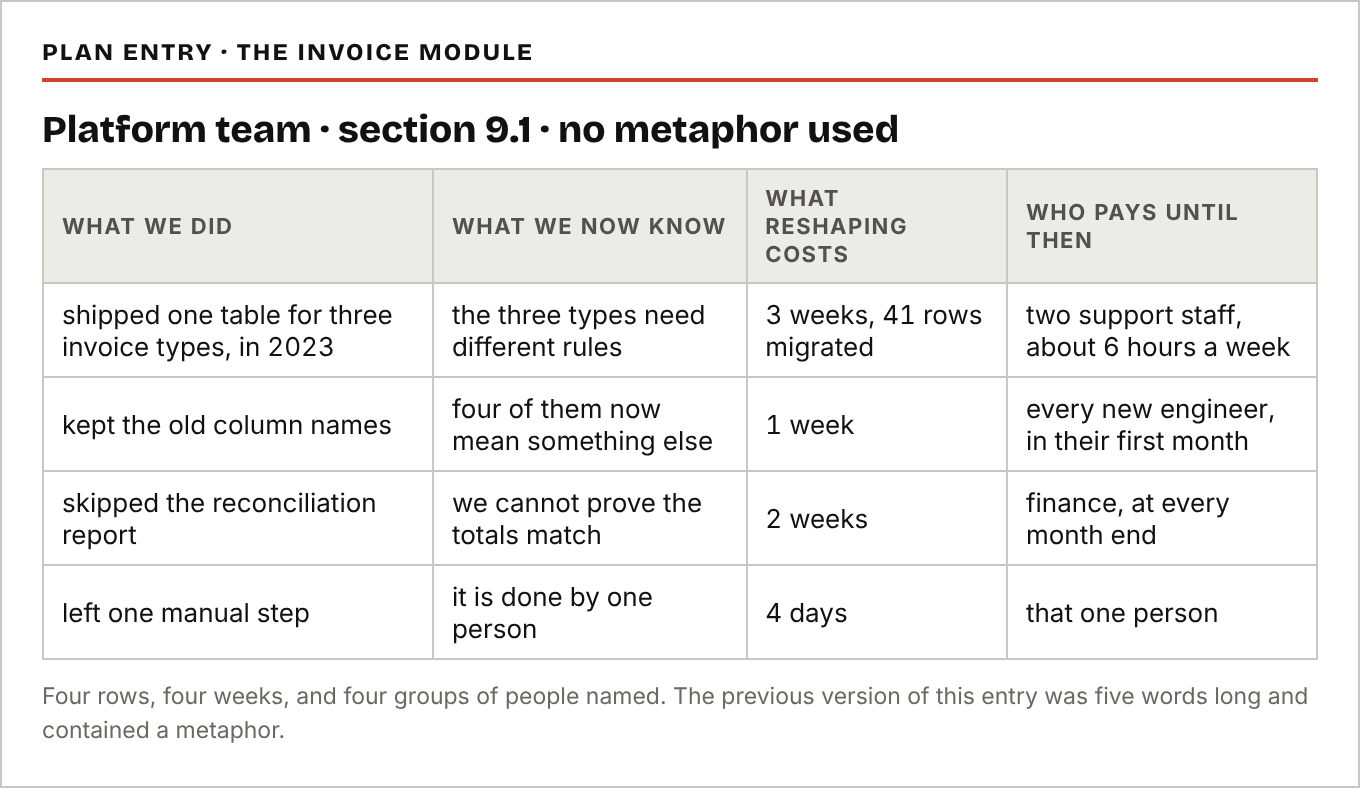 PLAN ENTRY · THE INVOICE MODULE
Platform team · section 9.1 · no metaphor used
WHAT WE DID
WHAT WE NOW KNOW
WHAT
RESHAPING
COSTS
WHO PAYS UNTIL
THEN
shipped one table for three
invoice types, in 2023
the three types need
different rules
3 weeks, 41 rows
migrated
two support staff,
about 6 hours a week
kept the old column names
four of them now
mean something else
1 week
every new engineer,
in their first month
skipped the reconciliation
report
we cannot prove the
totals match
2 weeks
finance, at every
month end
left one manual step
it is done by one
person
4 days
that one person
Four rows, four weeks, and four groups of people named. The previous version of this entry was five words long and
contained a metaphor.